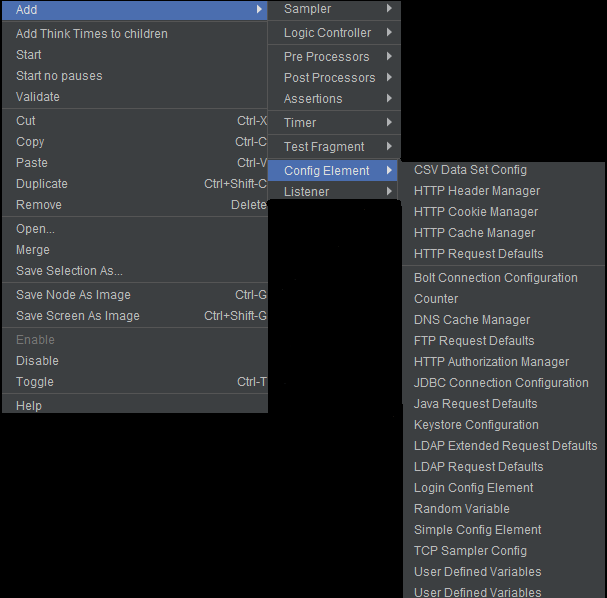 Add
Add Think Times to children
Start
Start no pauses
Validate
Cut Ctrl-X
Copy Ctrl-C
Paste Ctrl-V
Duplicate Ctrl+Shift-C
Remove Delete
Open...
Merge
Save Selection As...
Save Node As Image Ctrl-G
Save Screen As Image Ctrl+Shift-G
Enable
Disable
Toggle Ctrl-T
Help
Sampler
Logic Controller
Pre Processors
Post Processors
Assertions
Timer
Test Fragment
Config Element
Listener
CSV Data Set Config
HTTP Header Manager
HTTP Cookie Manager
HTTP Cache Manager
HTTP Request Defaults
Bolt Connection Configuration
Counter
DNS Cache Manager
FTP Request Defaults
HTTP Authorization Manager
JDBC Connection Configuration
Java Request Defaults
Keystore Configuration
LDAP Extended Request Defaults
LDAP Request Defaults
Login Config Element
Random Variable
Simple Config Element
TCP Sampler Config
User Defined Variables
User Defined Variables